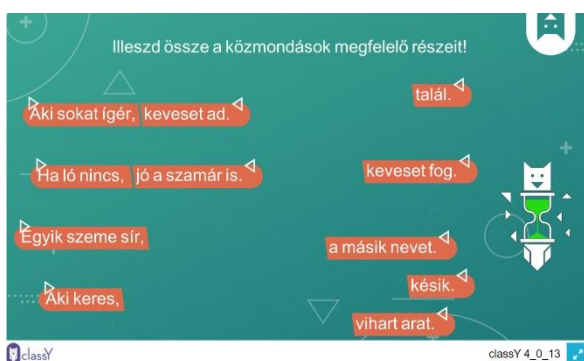 Illeszd össze a közmondások megfelelő részeit!
talál.
Aki sokat ígér, keveset ad.
Ha ló nincs, jó a szamár is.
keveset fog.
Egyik szeme sír,
a másik nevet.
késik.
Aki keres,
vihart arat.
classY
classY 4_0_13